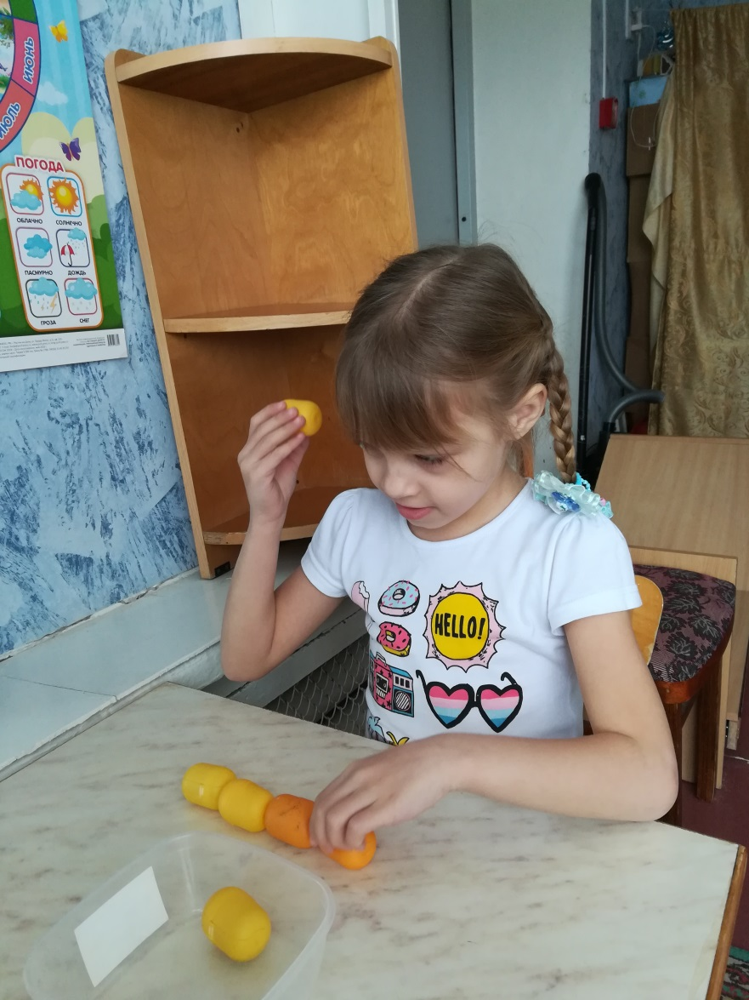 ИЮНЬ
ИЮЛЬ
ПОГОДА
ОБЛАЧНО СОЛНЕЧНО
ПАСМУРНО ДОЖДЬ
ГРОЗА СНЕГ
HELLO!